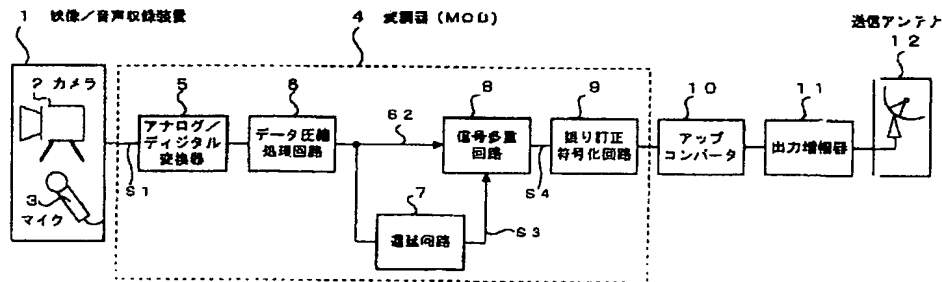 1 映像／音声収録装置
4 変調器（MOD）
送信アンテナ
12
2 カメラ
3
マイク
S1
5
アナログ／
ディジタル
変換器
6
データ圧縮
処理回路
S2
7
遅延回路
S3
8
信号多重
回路
S4
9
誤り訂正
符号化回路
10
アップ
コンバータ
11
出力増幅器